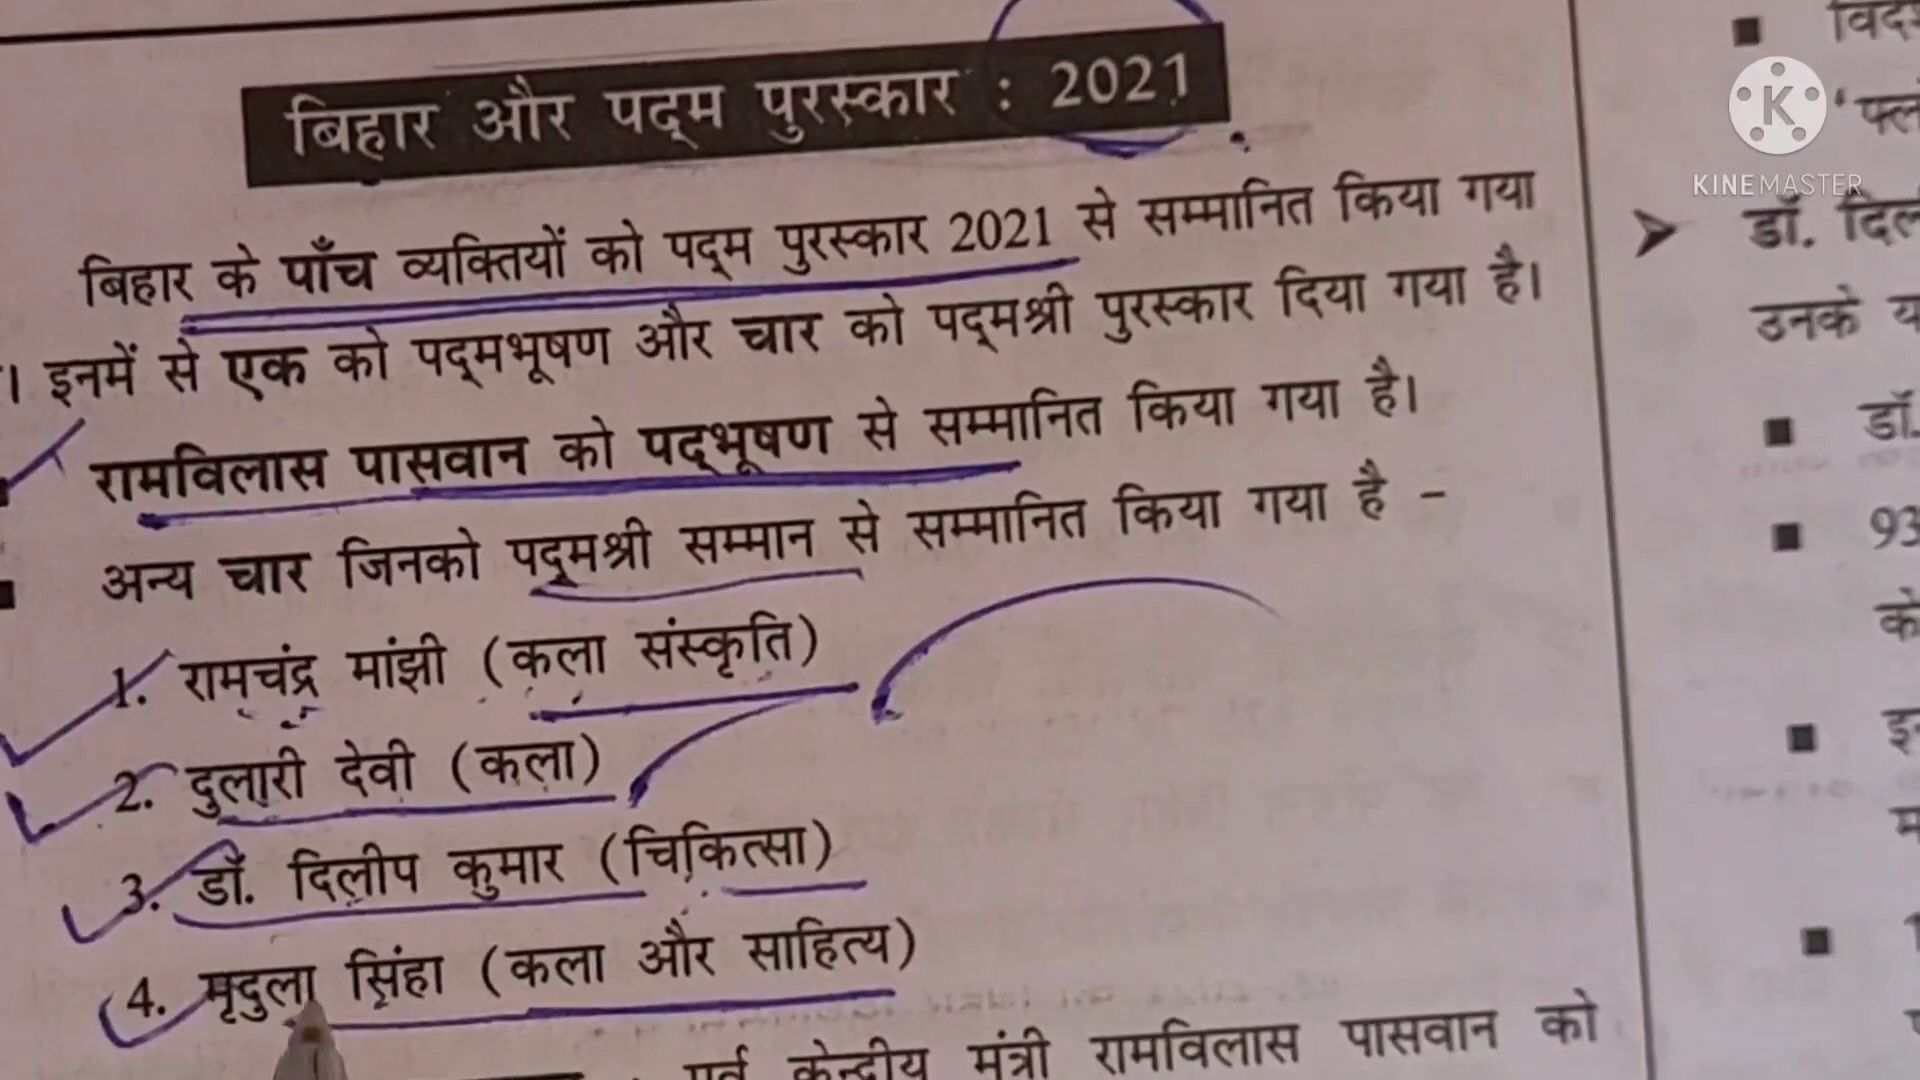 बिहार और पद्म पुरस्कार : 2021
बिहार के पाँच व्यक्तियों को पद्म पुरस्कार 2021 से सम्मानित किया गया
। इनमें से एक को पद्मभूषण और चार को पद्मश्री पुरस्कार दिया गया है।
रामविलास पासवान को पद्भूषण से सम्मानित किया गया है।
अन्य चार जिनको पद्मश्री सम्मान से सम्मानित किया गया है –
1. रामचंद्र मांझी (कला संस्कृति)
2. दुलारी देवी (कला)
3. डॉ. दिलीप कुमार (चिकित्सा)
4. मृदुला सिंहा (कला और साहित्य)
पूर्व केन्द्रीय मंत्री रामविलास पासवान को
K
KINEMASTER
डॉ.
उनके
डॉ.
93